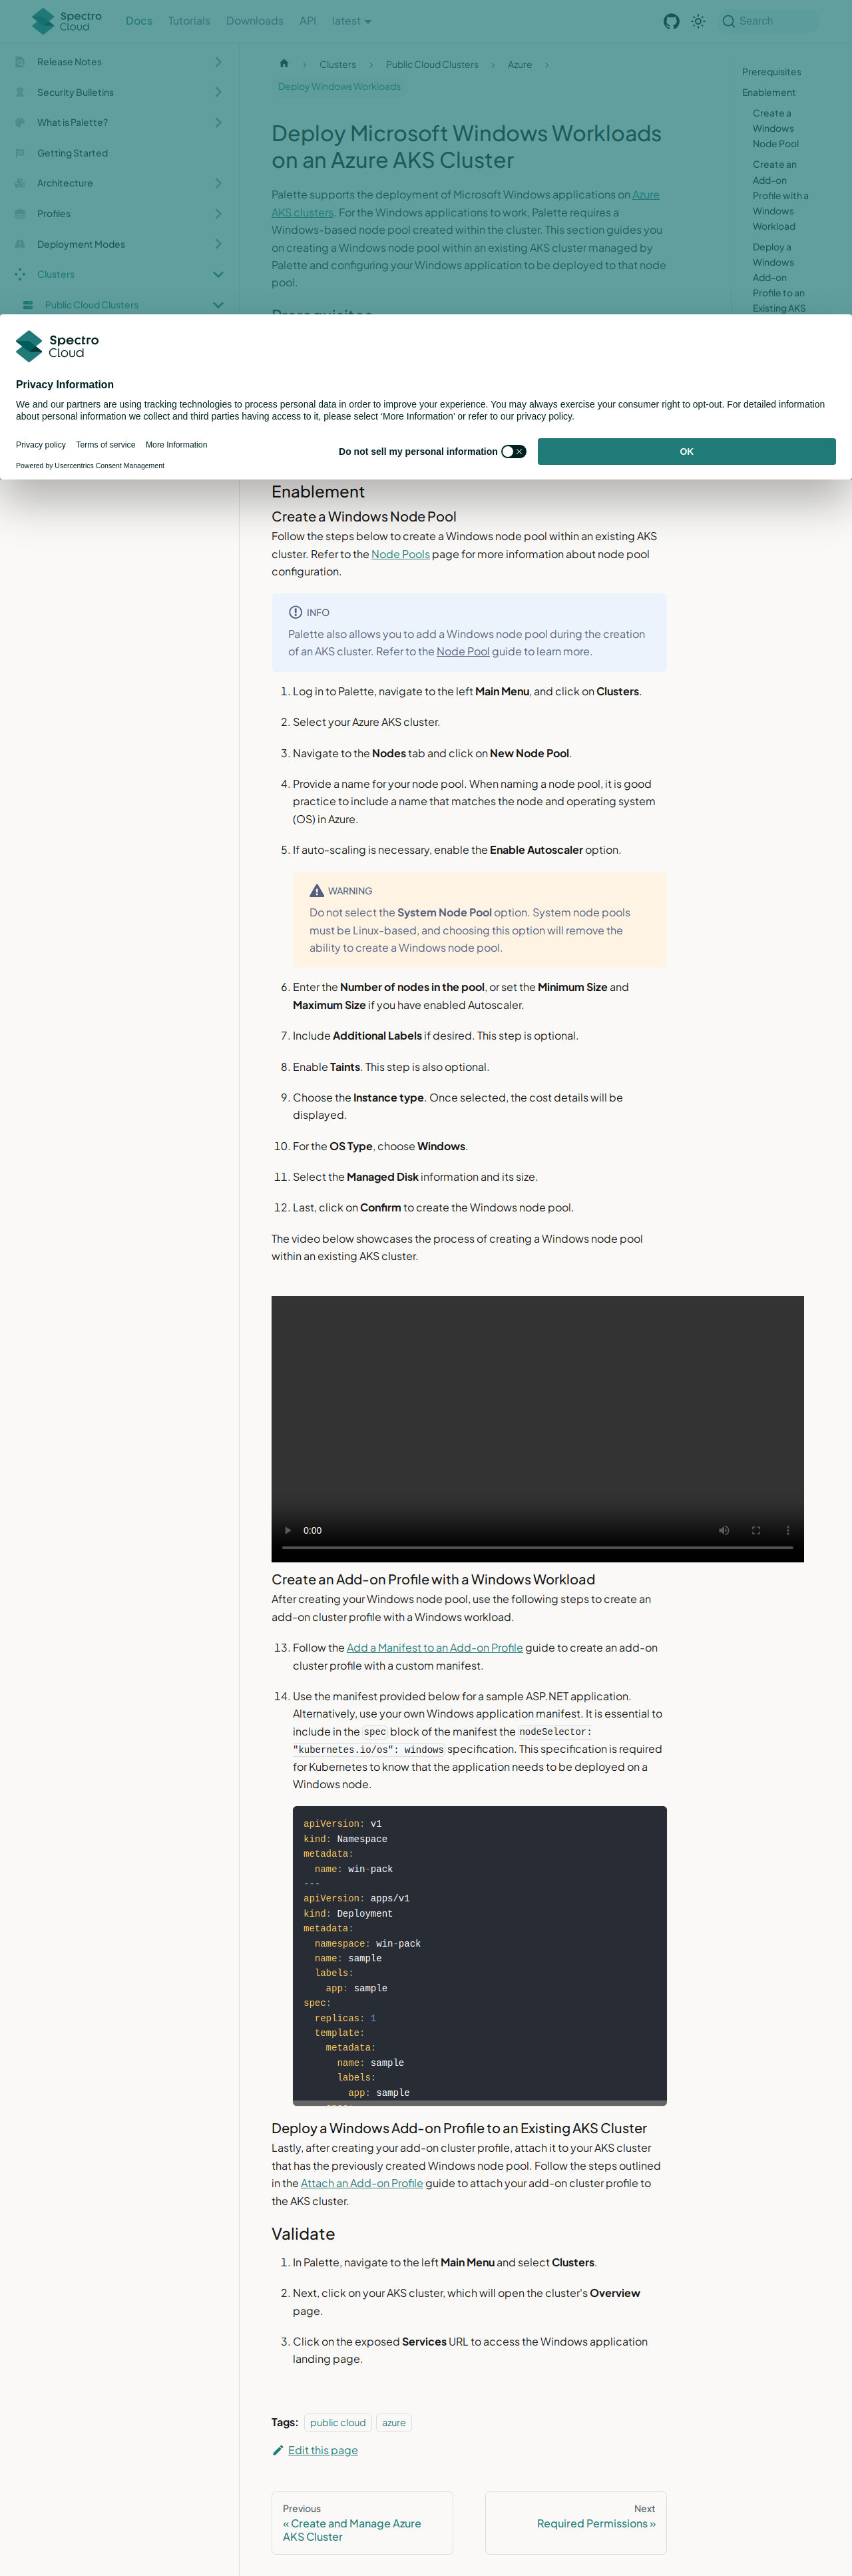 Spectro Cloud
Docs
Tutorials
Downloads
API
latest
Search
Release Notes
Security Bulletins
What is Palette?
Getting Started
Architecture
Profiles
Deployment Modes
Clusters
Public Cloud Clusters
Clusters
Public Cloud Clusters
Azure
Deploy Windows Workloads
Deploy Microsoft Windows Workloads
on an Azure AKS Cluster
Palette supports the deployment of Microsoft Windows applications on Azure
AKS clusters. For the Windows applications to work, Palette requires a
Windows-based node pool created within the cluster. This section guides you
on creating a Windows node pool within an existing AKS cluster managed by
Palette and configuring your Windows application to be deployed to that node
pool.
Prerequisites
Prerequisites
Enablement
Create a
Windows
Node Pool
Create an
Add-on
Profile with a
Windows
Workload
Deploy a
Windows
Add-on
Profile to an
Existing AKS
Spectro
Cloud
Privacy Information
We and our partners are using tracking technologies to process personal data in order to improve your experience. You may always exercise your consumer right to opt-out. For detailed information
about personal information we collect and third parties having access to it, please select ‘More Information’ or refer to our privacy policy.
Privacy policy
Terms of service
More Information
Powered by Usercentrics Consent Management
Do not sell my personal information
OK
Enablement
Create a Windows Node Pool
Follow the steps below to create a Windows node pool within an existing AKS
cluster. Refer to the Node Pools page for more information about node pool
configuration.
INFO
Palette also allows you to add a Windows node pool during the creation
of an AKS cluster. Refer to the Node Pool guide to learn more.
1. Log in to Palette, navigate to the left Main Menu, and click on Clusters.
2. Select your Azure AKS cluster.
3. Navigate to the Nodes tab and click on New Node Pool.
4. Provide a name for your node pool. When naming a node pool, it is good
practice to include a name that matches the node and operating system
(OS) in Azure.
5. If auto-scaling is necessary, enable the Enable Autoscaler option.
WARNING
Do not select the System Node Pool option. System node pools
must be Linux-based, and choosing this option will remove the
ability to create a Windows node pool.
6. Enter the Number of nodes in the pool, or set the Minimum Size and
Maximum Size if you have enabled Autoscaler.
7. Include Additional Labels if desired. This step is optional.
8. Enable Taints. This step is also optional.
9. Choose the Instance type. Once selected, the cost details will be
displayed.
10. For the OS Type, choose Windows.
11. Select the Managed Disk information and its size.
12. Last, click on Confirm to create the Windows node pool.
The video below showcases the process of creating a Windows node pool
within an existing AKS cluster.
0:00
Create an Add-on Profile with a Windows Workload
After creating your Windows node pool, use the following steps to create an
add-on cluster profile with a Windows workload.
13. Follow the Add a Manifest to an Add-on Profile guide to create an add-on
cluster profile with a custom manifest.
14. Use the manifest provided below for a sample ASP.NET application.
Alternatively, use your own Windows application manifest. It is essential to
include in the spec block of the manifest the nodeSelector:
"kubernetes.io/os": windows specification. This specification is required
for Kubernetes to know that the application needs to be deployed on a
Windows node.
apiVersion: v1
kind: Namespace
metadata:
  name: win-pack
---
apiVersion: apps/v1
kind: Deployment
metadata:
  namespace: win-pack
  name: sample
  labels:
    app: sample
spec:
  replicas: 1
  template:
    metadata:
      name: sample
      labels:
        app: sample
Deploy a Windows Add-on Profile to an Existing AKS Cluster
Lastly, after creating your add-on cluster profile, attach it to your AKS cluster
that has the previously created Windows node pool. Follow the steps outlined
in the Attach an Add-on Profile guide to attach your add-on cluster profile to
the AKS cluster.
Validate
1. In Palette, navigate to the left Main Menu and select Clusters.
2. Next, click on your AKS cluster, which will open the cluster's Overview
page.
3. Click on the exposed Services URL to access the Windows application
landing page.
Tags: public cloud azure
Edit this page
Previous
« Create and Manage Azure
AKS Cluster
Next
Required Permissions »